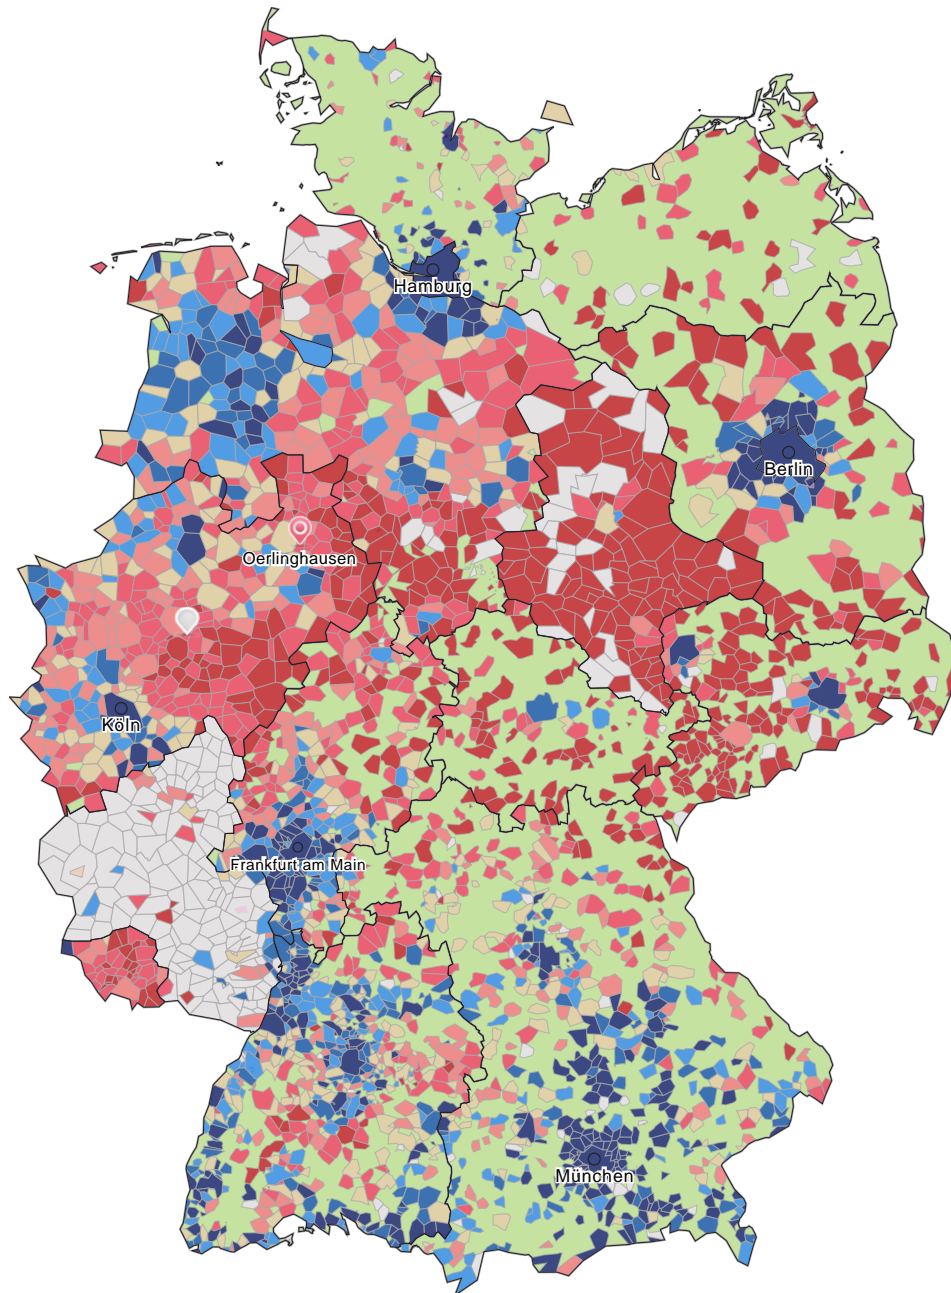 Hamburg
Berlin
Oerlinghausen
Köln
Frankfurt am Main
München